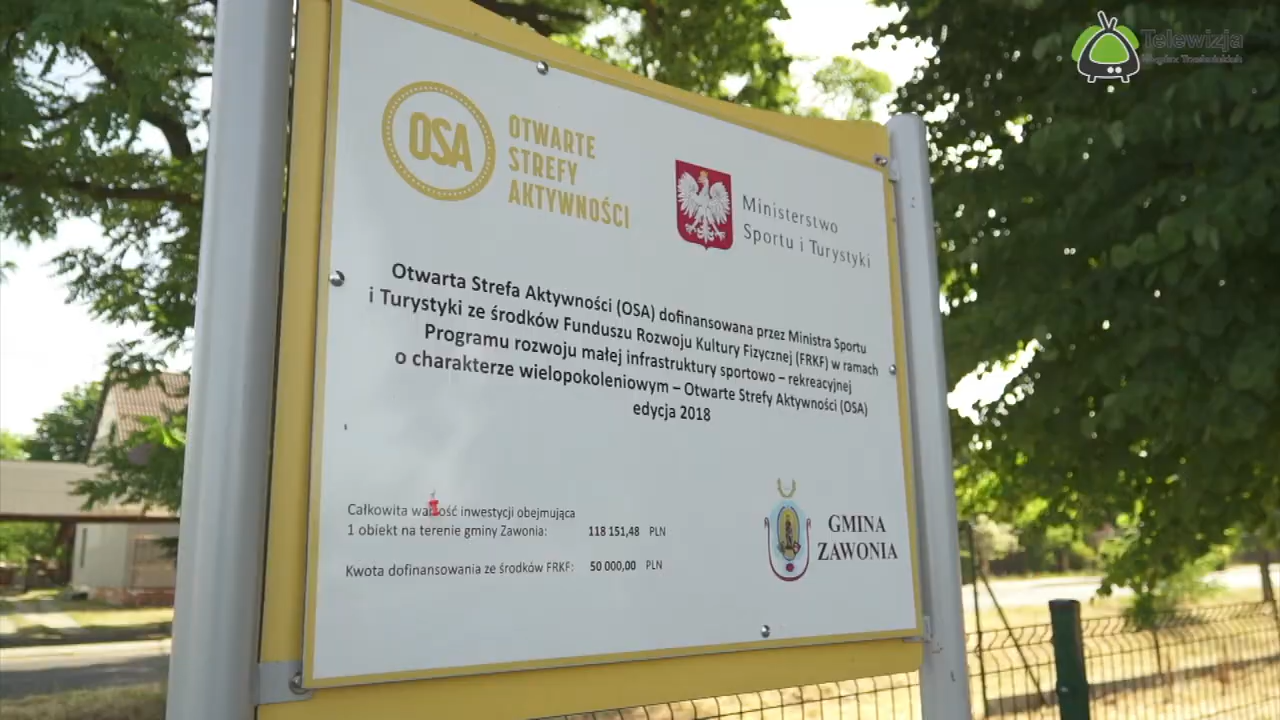 Telewizja
OSA
OTWARTE
STREFY
AKTYWNOŚCI
Ministerstwo
Sportu i Turystyki
Otwarta Strefa Aktywności (OSA) dofinansowana przez Ministra Sportu
i Turystyki ze środków Funduszu Rozwoju Kultury Fizycznej (FRKF) w ramach
Programu rozwoju małej infrastruktury sportowo – rekreacyjnej
o charakterze wielopokoleniowym – Otwarte Strefy Aktywności (OSA)
edycja 2018
Całkowita wartość inwestycji obejmująca
1 obiekt na terenie gminy Zawonia: 118 151,48 PLN
Kwota dofinansowania ze środków FRKF: 50 000,00 PLN
GMINA
ZAWONIA